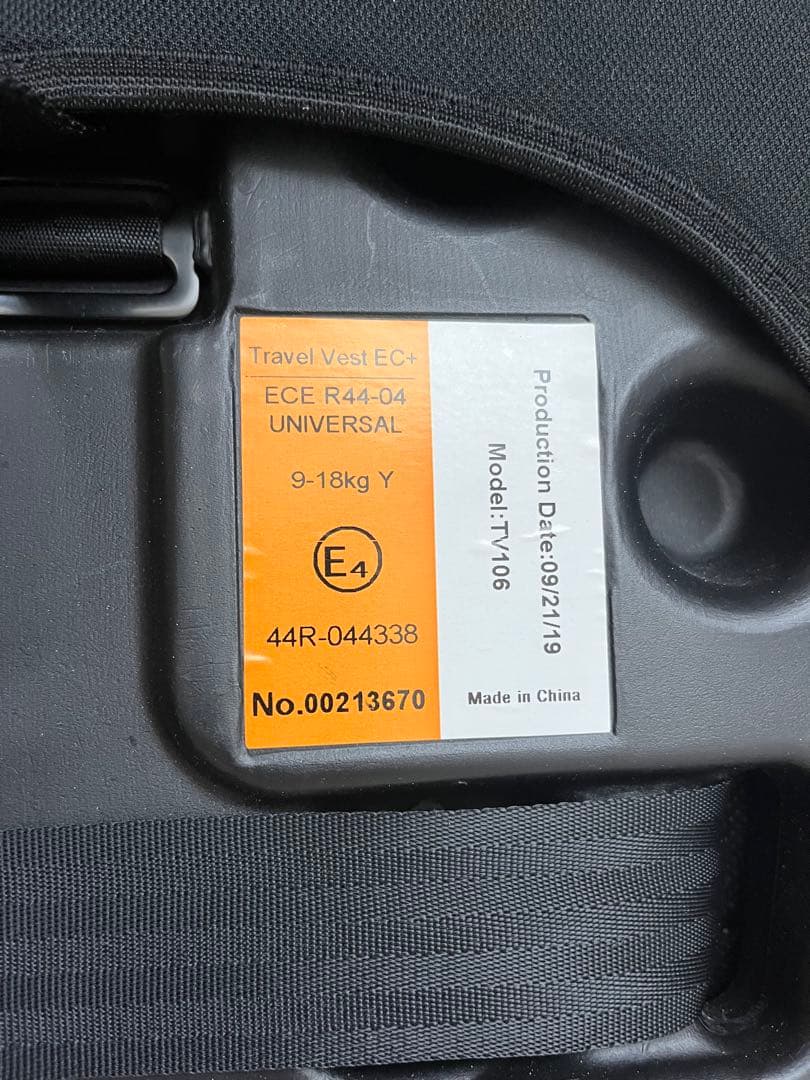 Travel Vest EC+
ECE R44-04
UNIVERSAL
9-18kg Y
E4
44R-044338
No.00213670
Production Date:09/21/19
Model:TV106
Made in China